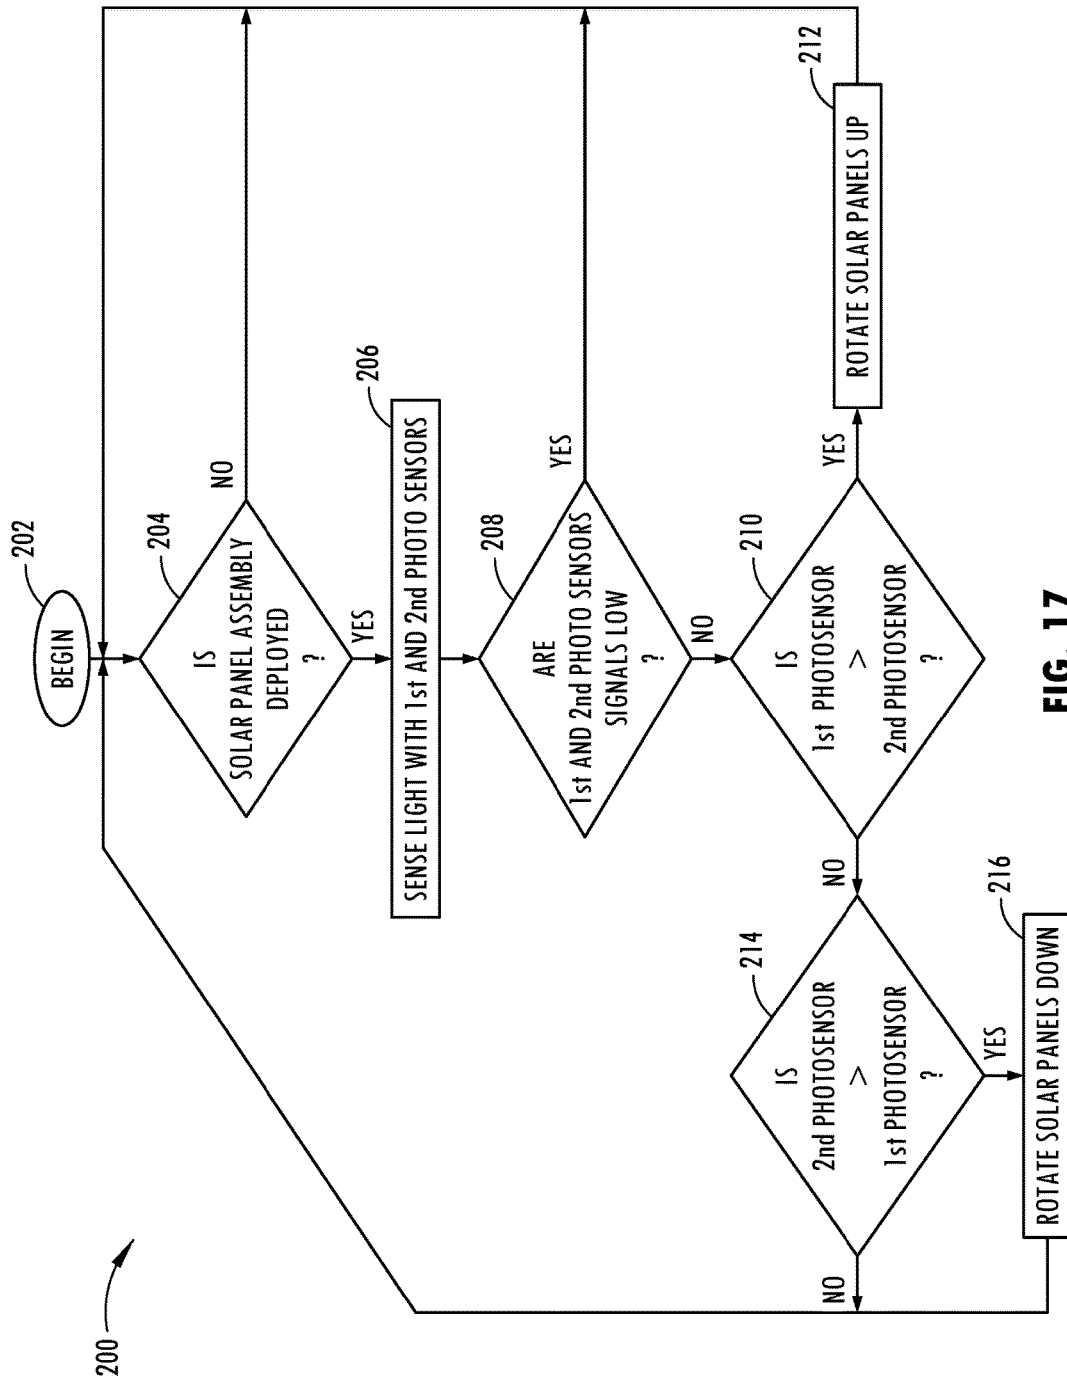 200
BEGIN
202
IS
SOLAR PANEL ASSEMBLY
DEPLOYED
?
204
NO
YES
SENSE LIGHT WITH 1st AND 2nd PHOTO SENSORS
206
ARE
1st AND 2nd PHOTO SENSORS
SIGNALS LOW
?
208
YES
NO
IS
1st PHOTOSENSOR
>
2nd PHOTOSENSOR
?
210
YES
ROTATE SOLAR PANELS UP
212
NO
IS
2nd PHOTOSENSOR
>
1st PHOTOSENSOR
?
214
NO
YES
ROTATE SOLAR PANELS DOWN
216
FIG. 17